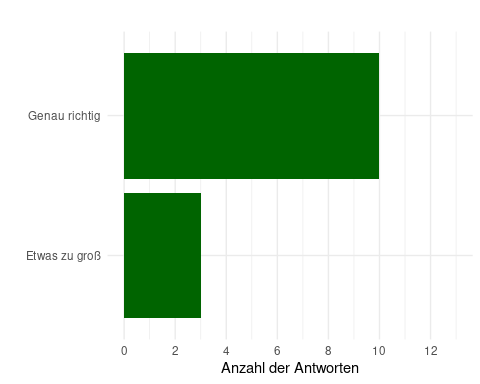 Genau richtig
Etwas zu groß
0 2 4 6 8 10 12
Anzahl der Antworten